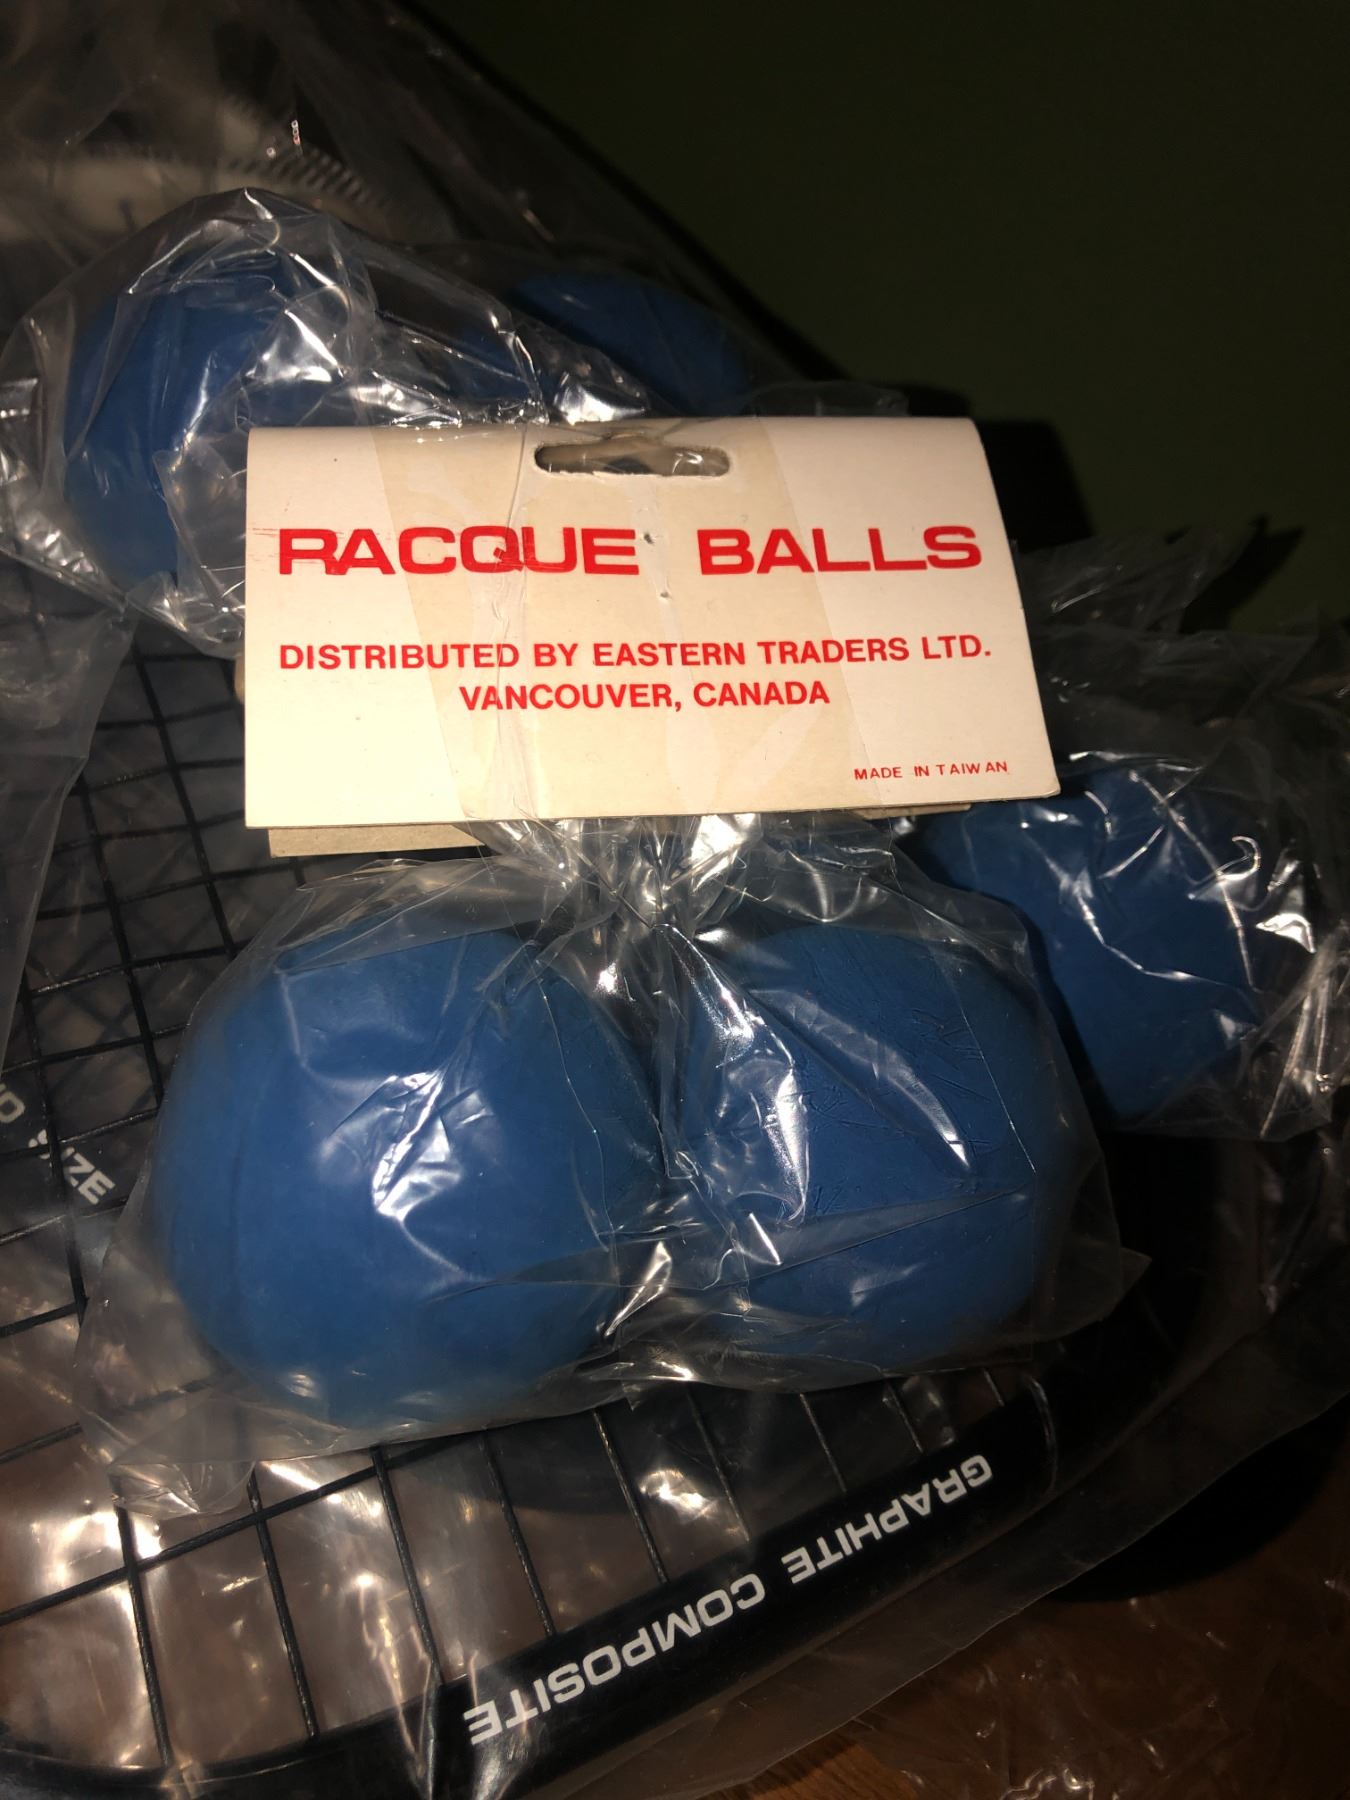 RACQUE BALLS
DISTRIBUTED BY EASTERN TRADERS LTD.
VANCOUVER, CANADA
MADE IN TAIWAN
GRAPHITE COMPOSITE